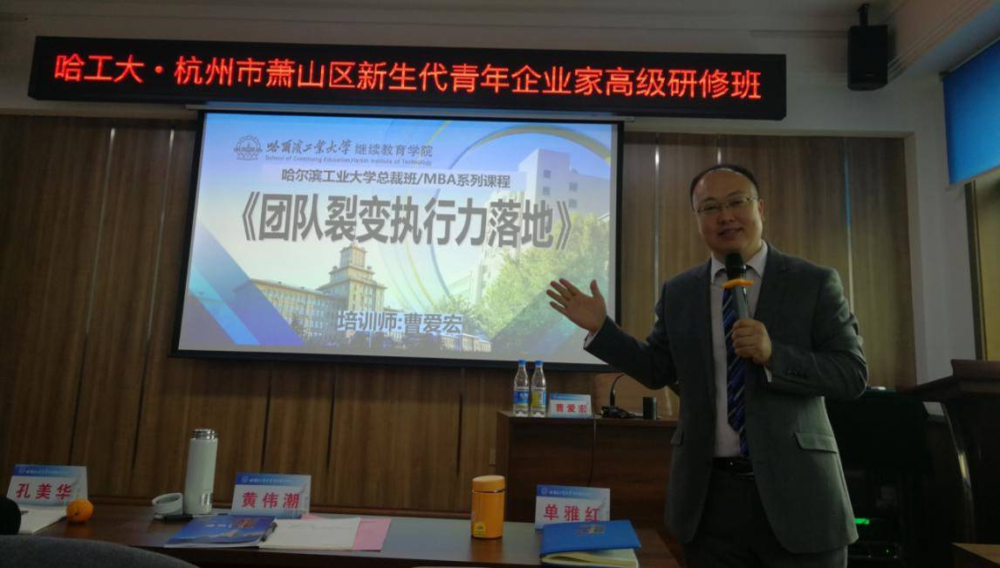 哈工大·杭州市萧山区新生代青年企业家高级研修班
哈尔滨工业大学 继续教育学院
School of Continuing Education,Harbin Institute of Technology
哈尔滨工业大学总裁班/MBA系列课程
《团队裂变执行力落地》
培训师:曹爱宏
曹爱宏
孔美华
黄伟潮
单雅红